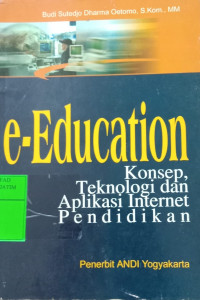 Budi Sutedjo Dharma Oetomo, S.Kom., MM
e-Education
Konsep,
Teknologi dan
Aplikasi Internet
Pendidikan
Penerbit ANDI Yogyakarta